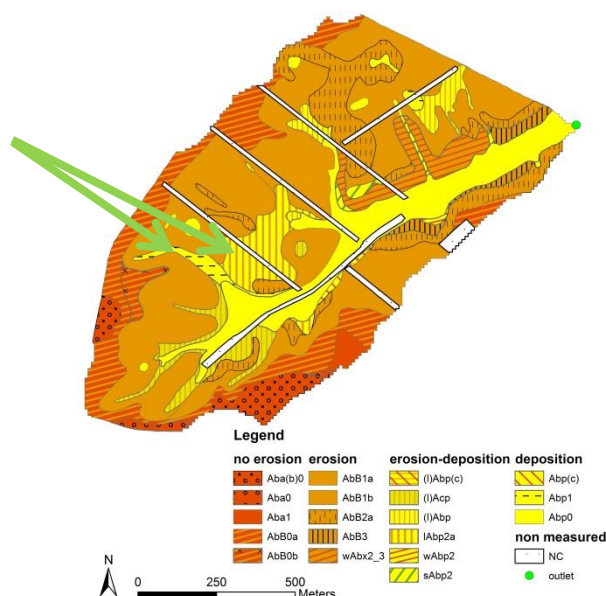 Legend
no erosion erosion erosion-deposition deposition
Aba(b)0 AbB1a (l)Abp(c) Abp(c)
Aba0 AbB1b (l)Acp Abp1
Aba1 AbB2a (l)Abp Abp0
AbB0a AbB3 lAbp2a non measured
AbB0b wAbx2_3 wAbp2 NC
sAbp2 outlet
N
0 250 500
Meters